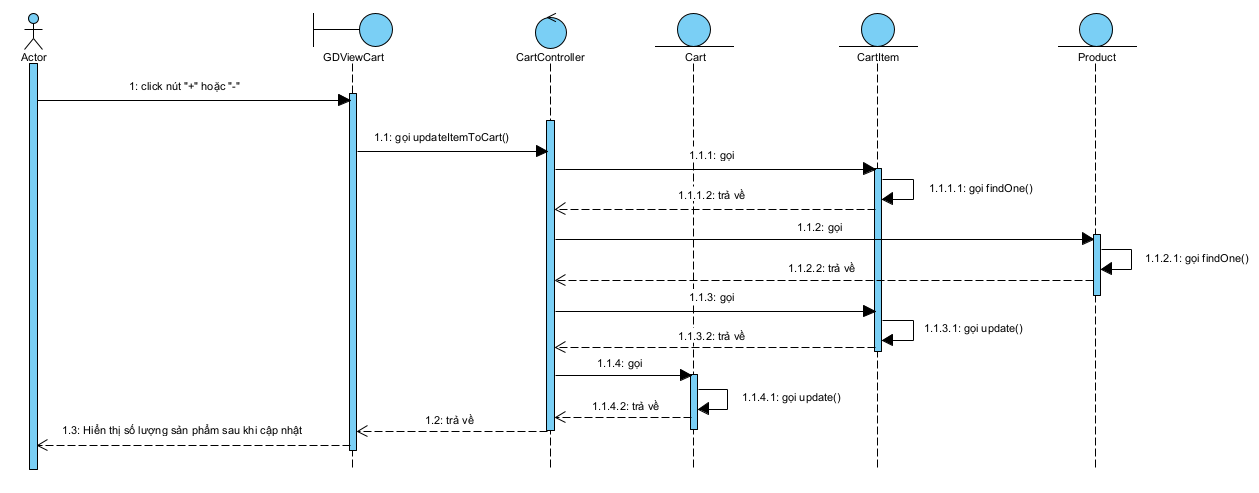 Actor
GDViewCart
CartController
Cart
CartItem
Product
1: click nút "+" hoặc "-"
1.1: gọi updateItemToCart()
1.1.1: gọi
1.1.1.1: gọi findOne()
1.1.1.2: trả về
1.1.2: gọi
1.1.2.1: gọi findOne()
1.1.2.2: trả về
1.1.3: gọi
1.1.3.1: gọi update()
1.1.3.2: trả về
1.1.4: gọi
1.1.4.1: gọi update()
1.1.4.2: trả về
1.2: trả về
1.3: Hiển thị số lượng sản phẩm sau khi cập nhật